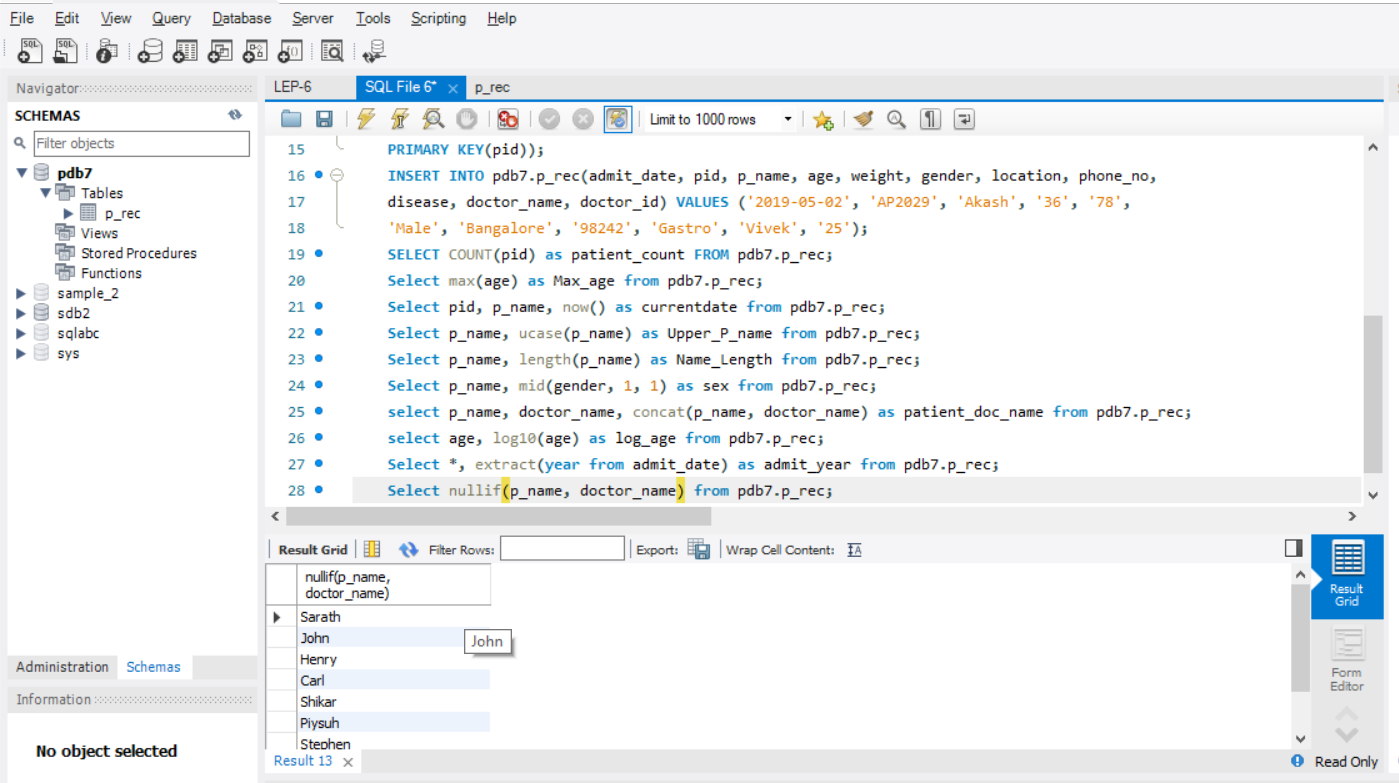 File Edit View Query Database Server Tools Scripting Help
Navigator
SCHEMAS
Filter objects
pdb7
Tables
p_rec
Views
Stored Procedures
Functions
sample_2
sdb2
sqlabc
sys
Administration Schemas
Information
No object selected
LEP-6 SQL File 6* × p_rec
Limit to 1000 rows
15 PRIMARY KEY(pid));
16 INSERT INTO pdb7.p_rec(admit_date, pid, p_name, age, weight, gender, location, phone_no,
17 disease, doctor_name, doctor_id) VALUES ('2019-05-02', 'AP2029', 'Akash', '36', '78',
18 'Male', 'Bangalore', '98242', 'Gastro', 'Vivek', '25');
19 SELECT COUNT(pid) as patient_count FROM pdb7.p_rec;
20 Select max(age) as Max_age from pdb7.p_rec;
21 Select pid, p_name, now() as currentdate from pdb7.p_rec;
22 Select p_name, ucase(p_name) as Upper_P_name from pdb7.p_rec;
23 Select p_name, length(p_name) as Name_Length from pdb7.p_rec;
24 Select p_name, mid(gender, 1, 1) as sex from pdb7.p_rec;
25 select p_name, doctor_name, concat(p_name, doctor_name) as patient_doc_name from pdb7.p_rec;
26 select age, log10(age) as log_age from pdb7.p_rec;
27 Select *, extract(year from admit_date) as admit_year from pdb7.p_rec;
28 Select nullif(p_name, doctor_name) from pdb7.p_rec;
Result Grid Filter Rows: Export: Wrap Cell Content:
nullif(p_name,
doctor_name)
Sarath
John
John
Henry
Carl
Shikar
Piysuh
Stephen
Result 13 ×
Result
Grid
Form
Editor
Read Only